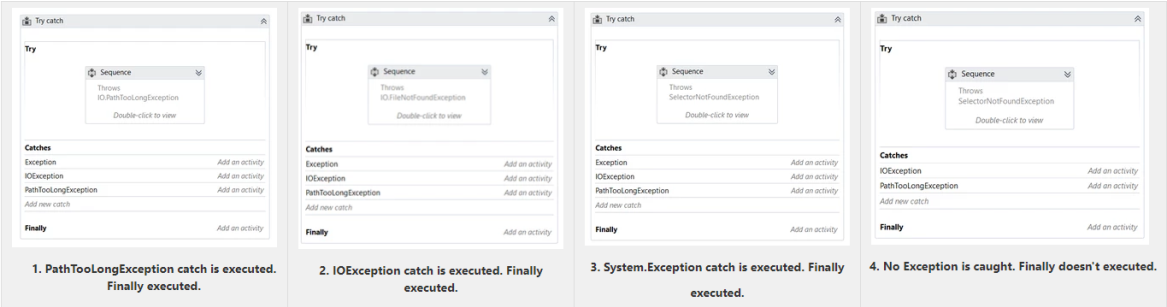 Try catch
Try
Sequence
Throws
IO.PathTooLongException
Double-click to view
Catches
Exception Add an activity
IOException Add an activity
PathTooLongException Add an activity
Add new catch
Finally Add an activity
1. PathTooLongException catch is executed.
Finally executed.
Try catch
Try
Sequence
Throws
IO.FileNotFoundException
Double-click to view
Catches
Exception Add an activity
IOException Add an activity
PathTooLongException Add an activity
Add new catch
Finally Add an activity
2. IOException catch is executed. Finally
executed.
Try catch
Try
Sequence
Throws
SelectorNotFoundException
Double-click to view
Catches
Exception Add an activity
IOException Add an activity
PathTooLongException Add an activity
Add new catch
Finally Add an activity
3. System.Exception catch is executed. Finally
executed.
Try catch
Try
Sequence
Throws
SelectorNotFoundException
Double-click to view
Catches
IOException Add an activity
PathTooLongException Add an activity
Add new catch
Finally Add an activity
4. No Exception is caught. Finally doesn't executed.